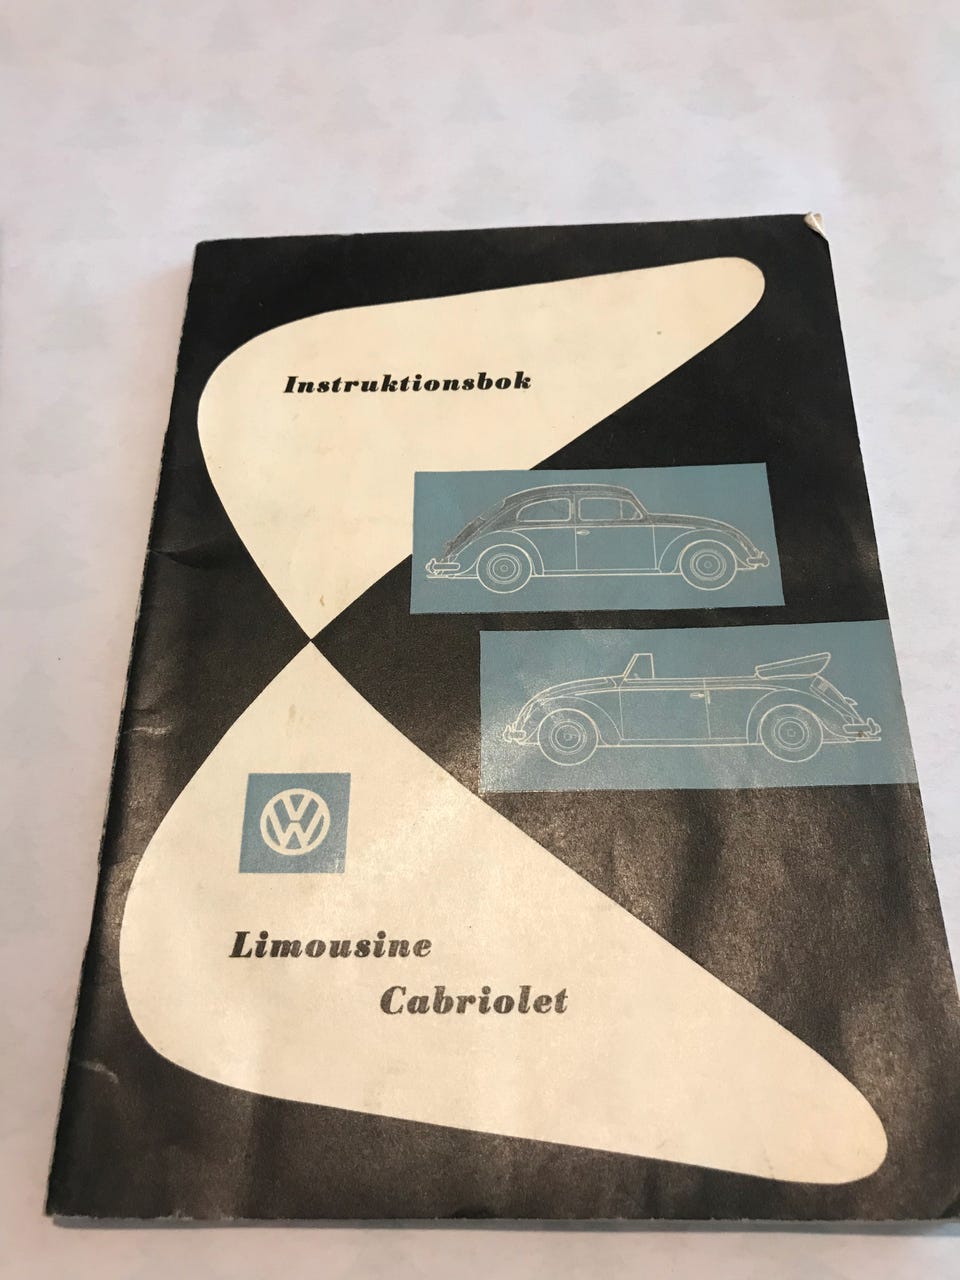 Instruktionsbok
VW
Limousine
Cabriolet